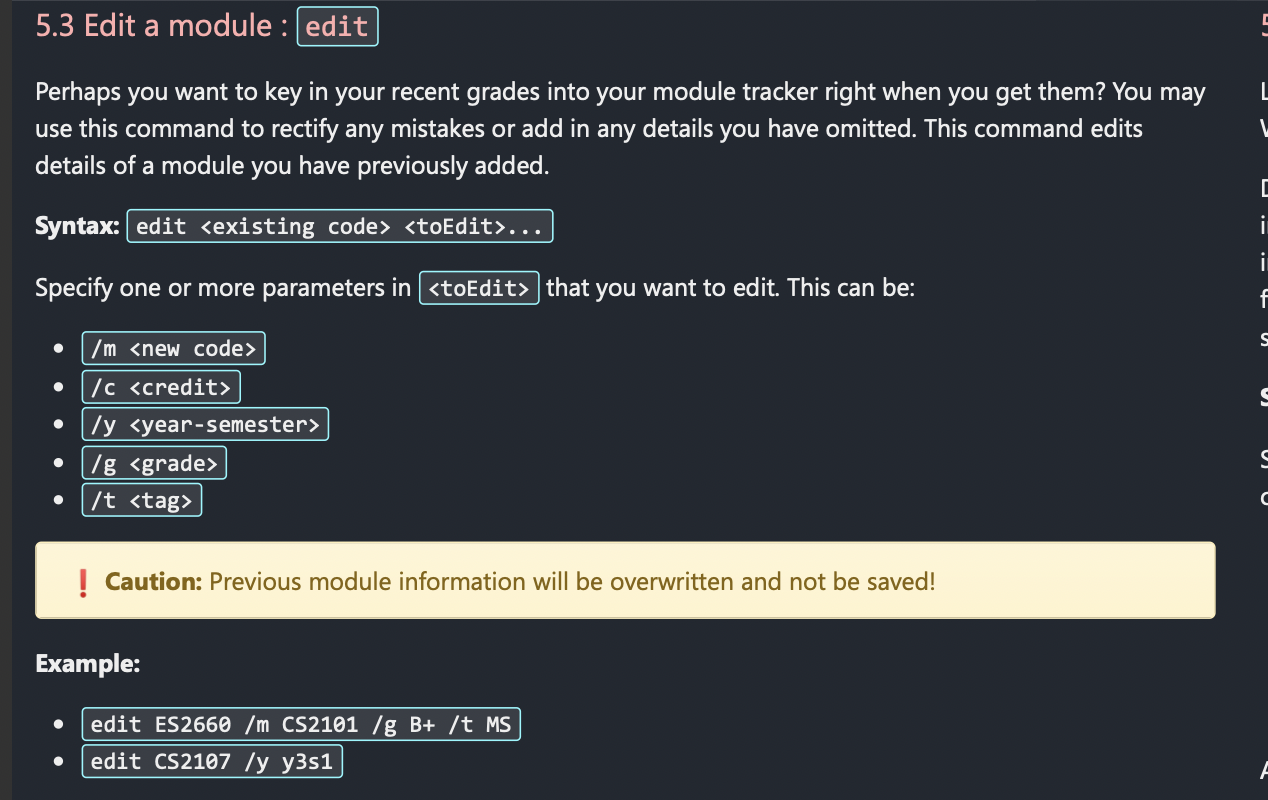 5.3 Edit a module : edit
Perhaps you want to key in your recent grades into your module tracker right when you get them? You may
use this command to rectify any mistakes or add in any details you have omitted. This command edits
details of a module you have previously added.
Syntax: edit <existing code> <toEdit>...
Specify one or more parameters in <toEdit> that you want to edit. This can be:
• /m <new code>
• /c <credit>
• /y <year-semester>
• /g <grade>
• /t <tag>
❗ Caution: Previous module information will be overwritten and not be saved!
Example:
• edit ES2660 /m CS2101 /g B+ /t MS
• edit CS2107 /y y3s1